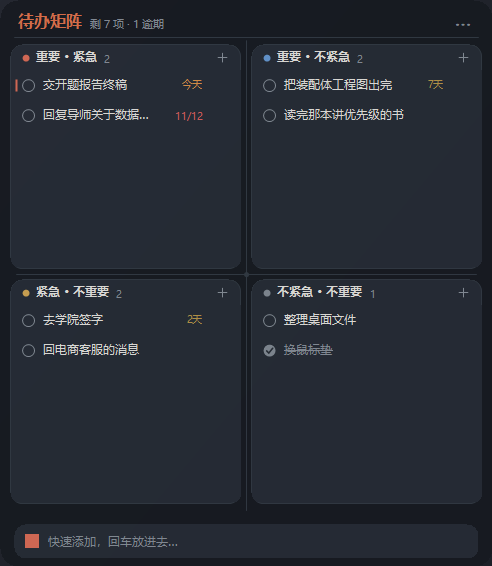 待办矩阵 剩 7 项 · 1 逾期 ...
重要·紧急 2 +
交开题报告终稿 今天
回复导师关于数据... 11/12
重要·不紧急 2 +
把装配体工程图出完 7天
读完那本讲优先级的书
紧急·不重要 2 +
去学院签字 2天
回电商客服的消息
不紧急·不重要 1 +
整理桌面文件
换鼠标垫
快速添加，回车放进去...